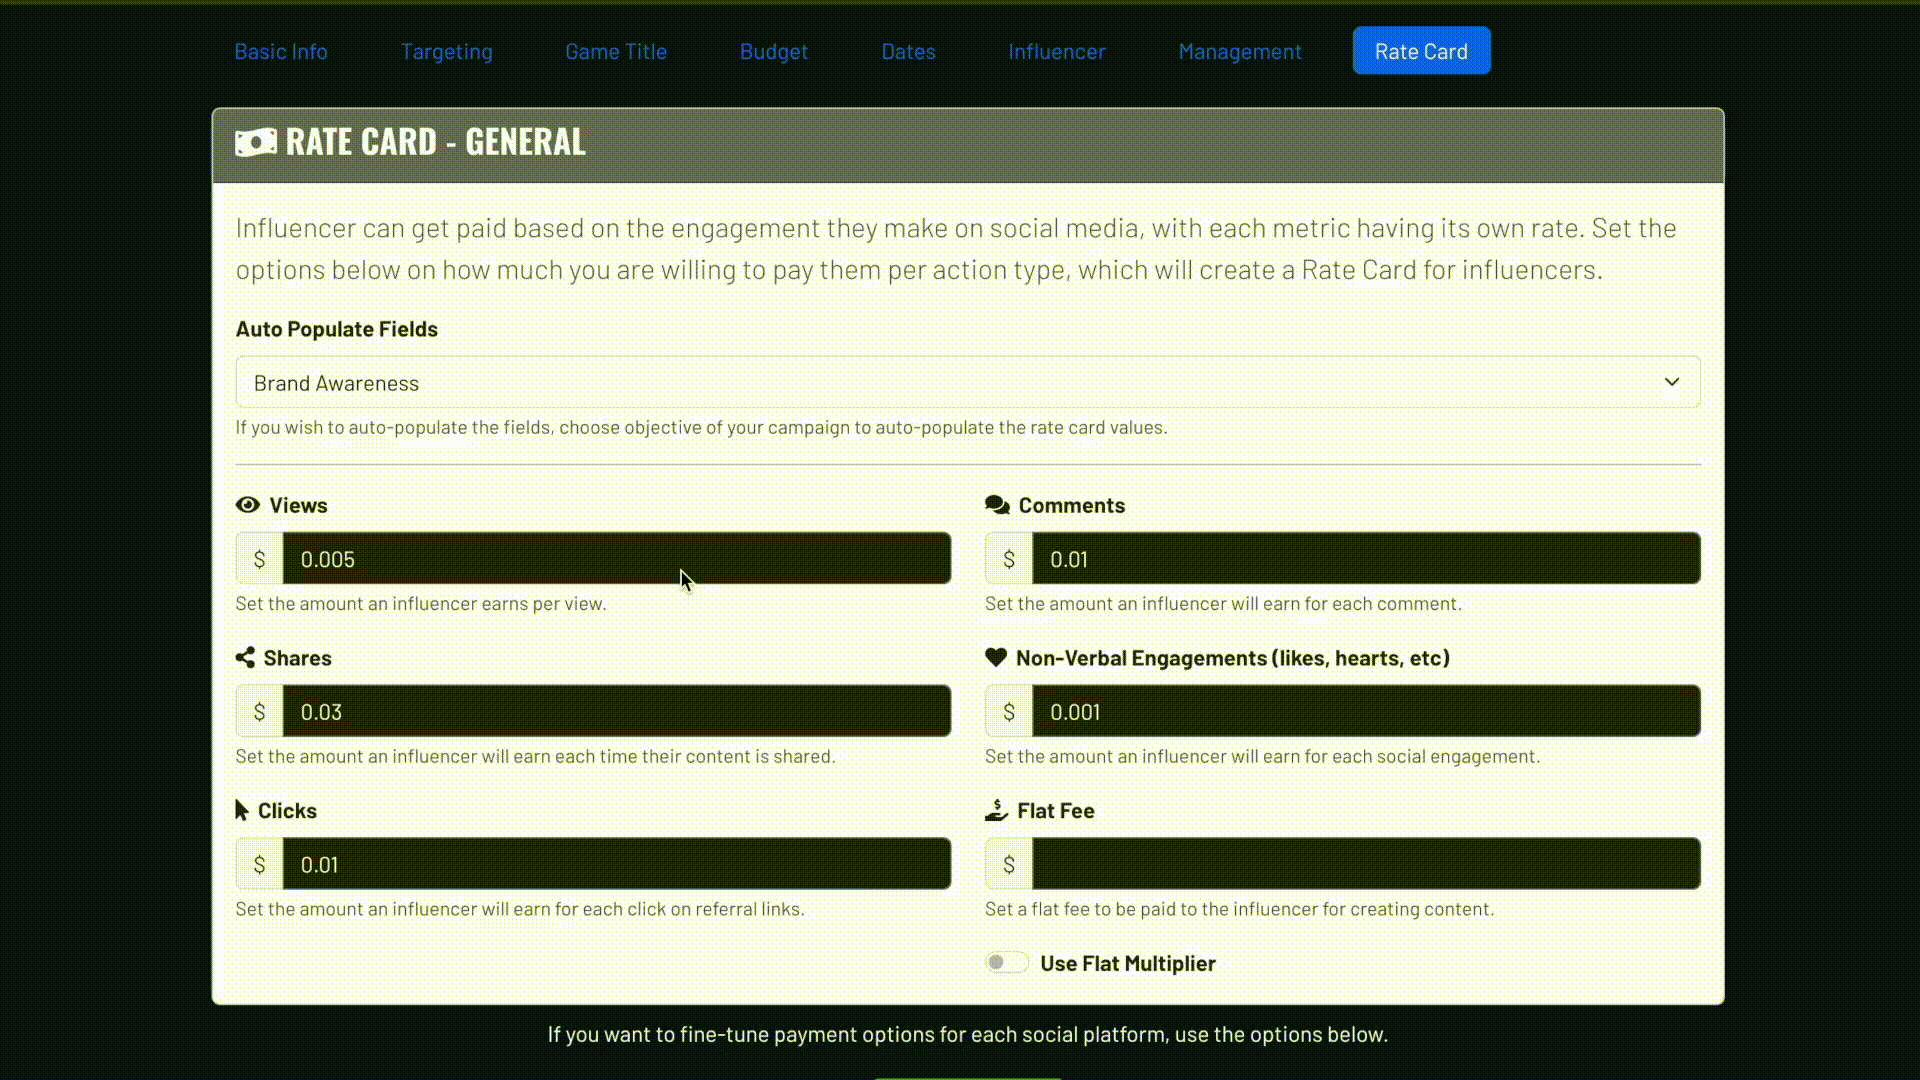 Basic Info Targeting Game Title Budget Dates Influencer Management Rate Card
RATE CARD - GENERAL
Influencer can get paid based on the engagement they make on social media, with each metric having its own rate. Set the
options below on how much you are willing to pay them per action type, which will create a Rate Card for influencers.
Auto Populate Fields
Brand Awareness
If you wish to auto-populate the fields, choose objective of your campaign to auto-populate the rate card values.
Views
$ 0.005
Set the amount an influencer earns per view.
Comments
$ 0.01
Set the amount an influencer will earn for each comment.
Shares
$ 0.03
Set the amount an influencer will earn each time their content is shared.
Non-Verbal Engagements (likes, hearts, etc)
$ 0.001
Set the amount an influencer will earn for each social engagement.
Clicks
$ 0.01
Set the amount an influencer will earn for each click on referral links.
Flat Fee
$
Set a flat fee to be paid to the influencer for creating content.
Use Flat Multiplier
If you want to fine-tune payment options for each social platform, use the options below.